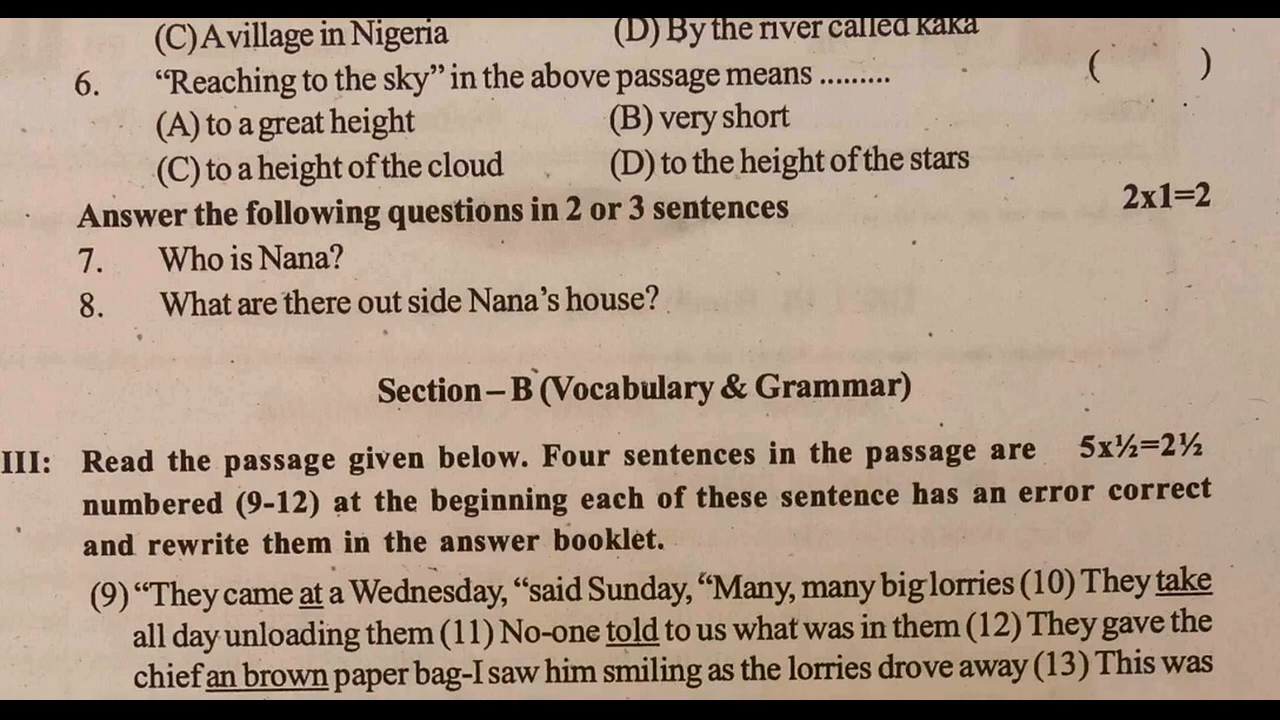 (C) A village in Nigeria (D) By the river called kaka
6. “Reaching to the sky” in the above passage means ......... ( )
(A) to a great height (B) very short
(C) to a height of the cloud (D) to the height of the stars
Answer the following questions in 2 or 3 sentences 2x1=2
7. Who is Nana?
8. What are there out side Nana’s house?
Section – B (Vocabulary & Grammar)
III: Read the passage given below. Four sentences in the passage are 5x½=2½
numbered (9-12) at the beginning each of these sentence has an error correct
and rewrite them in the answer booklet.
(9) “They came at a Wednesday, “said Sunday, “Many, many big lorries (10) They take
all day unloading them (11) No-one told to us what was in them (12) They gave the
chief an brown paper bag-I saw him smiling as the lorries drove away (13) This was